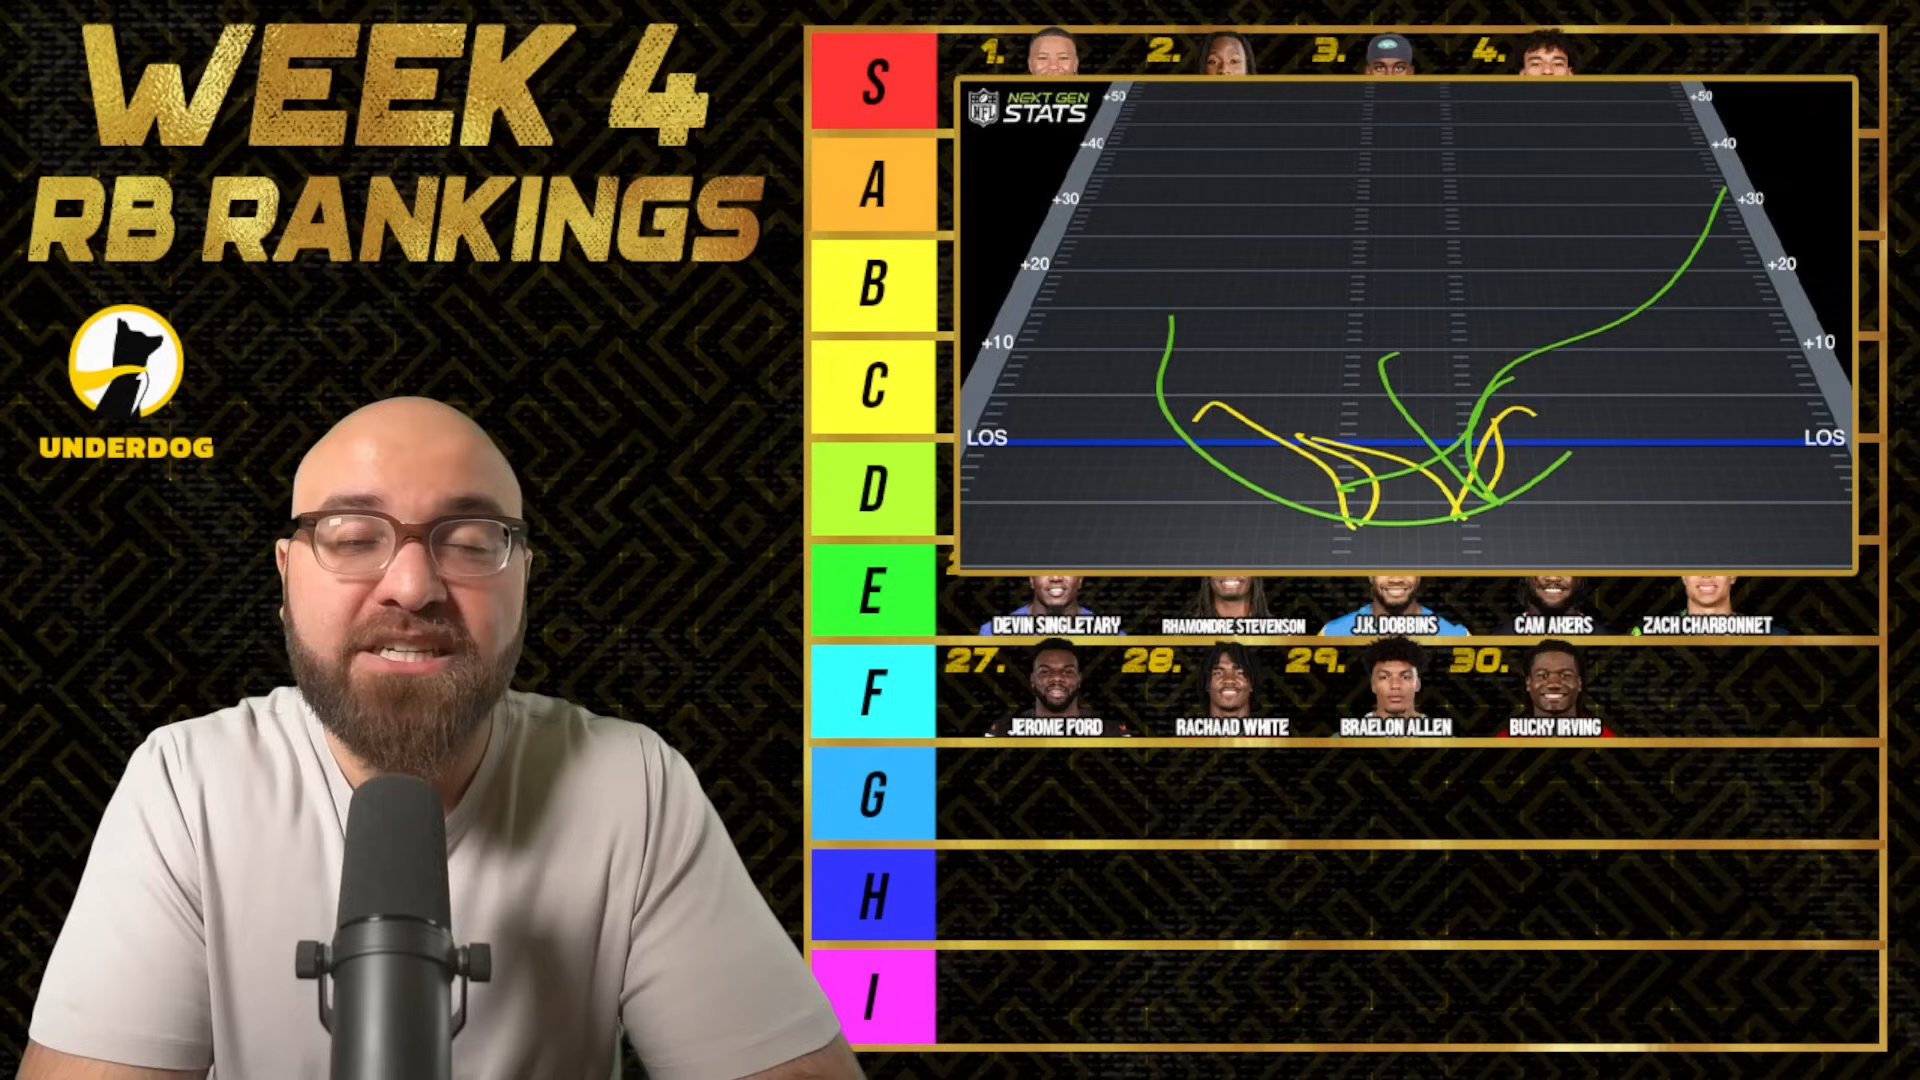 WEEK 4
RB RANKINGS
UNDERDOG
S
1.
2.
3.
4.
NFL
NEXT GEN
STATS
+50
+50
+40
+40
A
+30
+30
B
+20
+20
+10
+10
C
LOS
LOS
D
E
DEVIN SINGLETARY
RHAMONDRE STEVENSON
J.K. DOBBINS
CAM AKERS
ZACH CHARBONNET
F
27.
28.
29.
30.
JEROME FORD
RACHAAD WHITE
BRAELON ALLEN
BUCKY IRVING
G
H
I